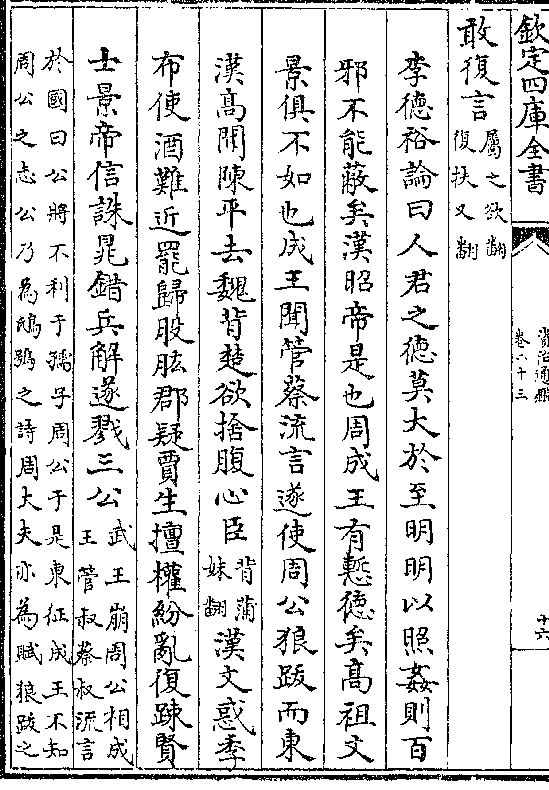 欽定四庫全書
資治通鑑
卷二十三
十六
敢復言屬之欲翻
復扶又翻
李德裕論曰人君之德莫大於至明明以照姦則百
邪不能蔽矣漢昭帝是也周成王有慙德矣高祖文
景俱不如也成王聞管蔡流言遂使周公狼跋而東
漢高聞陳平去魏背楚欲捨腹心臣背蒲
妹翻漢文惑季
布使酒難近罷歸股肱郡疑賈生擅權紛亂復疎賢
士景帝信誅鼂錯兵解遂戮三公武王崩周公相成
王管叔蔡叔流言
於國曰公將不利于孺子周公于是東征成王不知
周公之志公乃為鴟鴞之詩周大夫亦為賦狼跋之